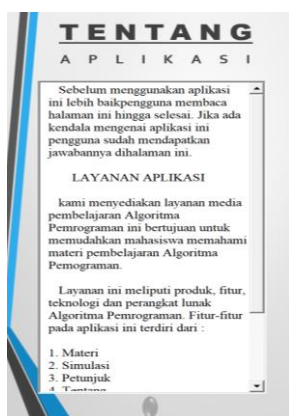 TENTANG
APLIKASI
Sebelum menggunakan aplikasi
ini lebih baikpengguna membaca
halaman ini hingga selesai. Jika ada
kendala mengenai aplikasi ini
pengguna sudah mendapatkan
jawabannya dihalaman ini.
LAYANAN APLIKASI
kami menyediakan layanan media
pembelajaran Algoritma
Pemrograman ini bertujuan untuk
memudahkan mahasiswa memahami
materi pembelajaran Algoritma
Pemograman.
Layanan ini meliputi produk, fitur,
teknologi dan perangkat lunak
Algoritma Pemrograman. Fitur-fitur
pada aplikasi ini terdiri dari :
1. Materi
2. Simulasi
3. Petunjuk
4. Tentang